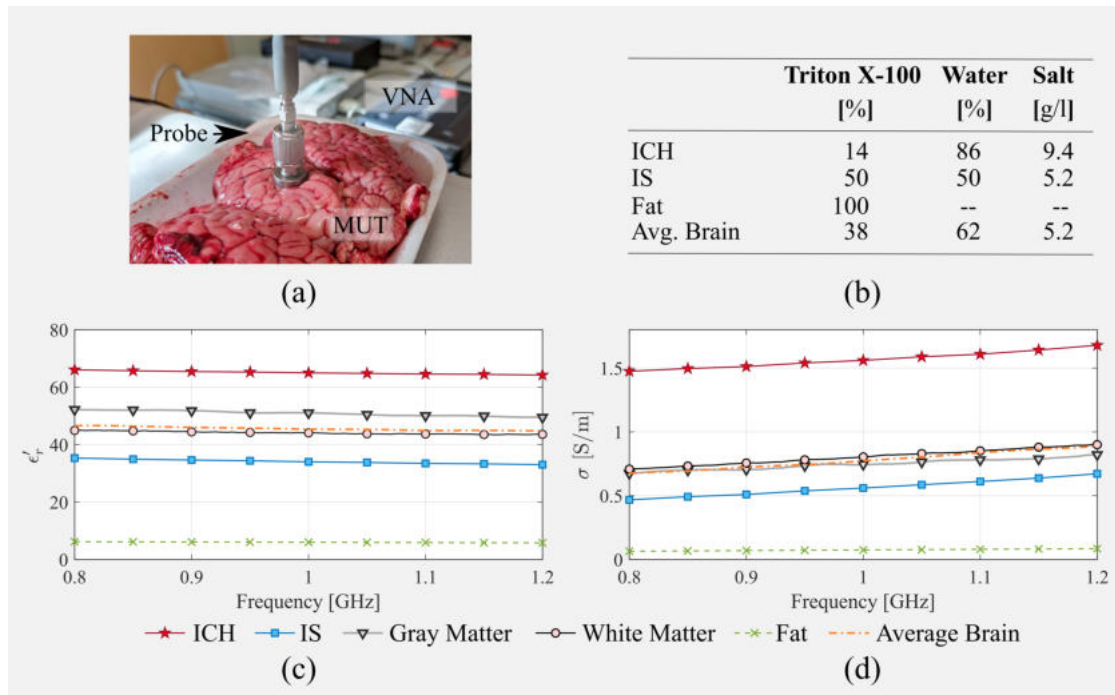 VNA
Probe
MUT
(a)
Triton X-100 Water Salt
[%] [%] [g/l]
ICH 14 86 9.4
IS 50 50 5.2
Fat 100 -- --
Avg. Brain 38 62 5.2
(b)
80
60
40
20
0
ϵ′r
0.8 0.9 1 1.1 1.2
Frequency [GHz]
1.5
1
0.5
0
σ [S/m]
0.8 0.9 1 1.1 1.2
Frequency [GHz]
ICH IS Gray Matter White Matter Fat Average Brain
(c)
(d)